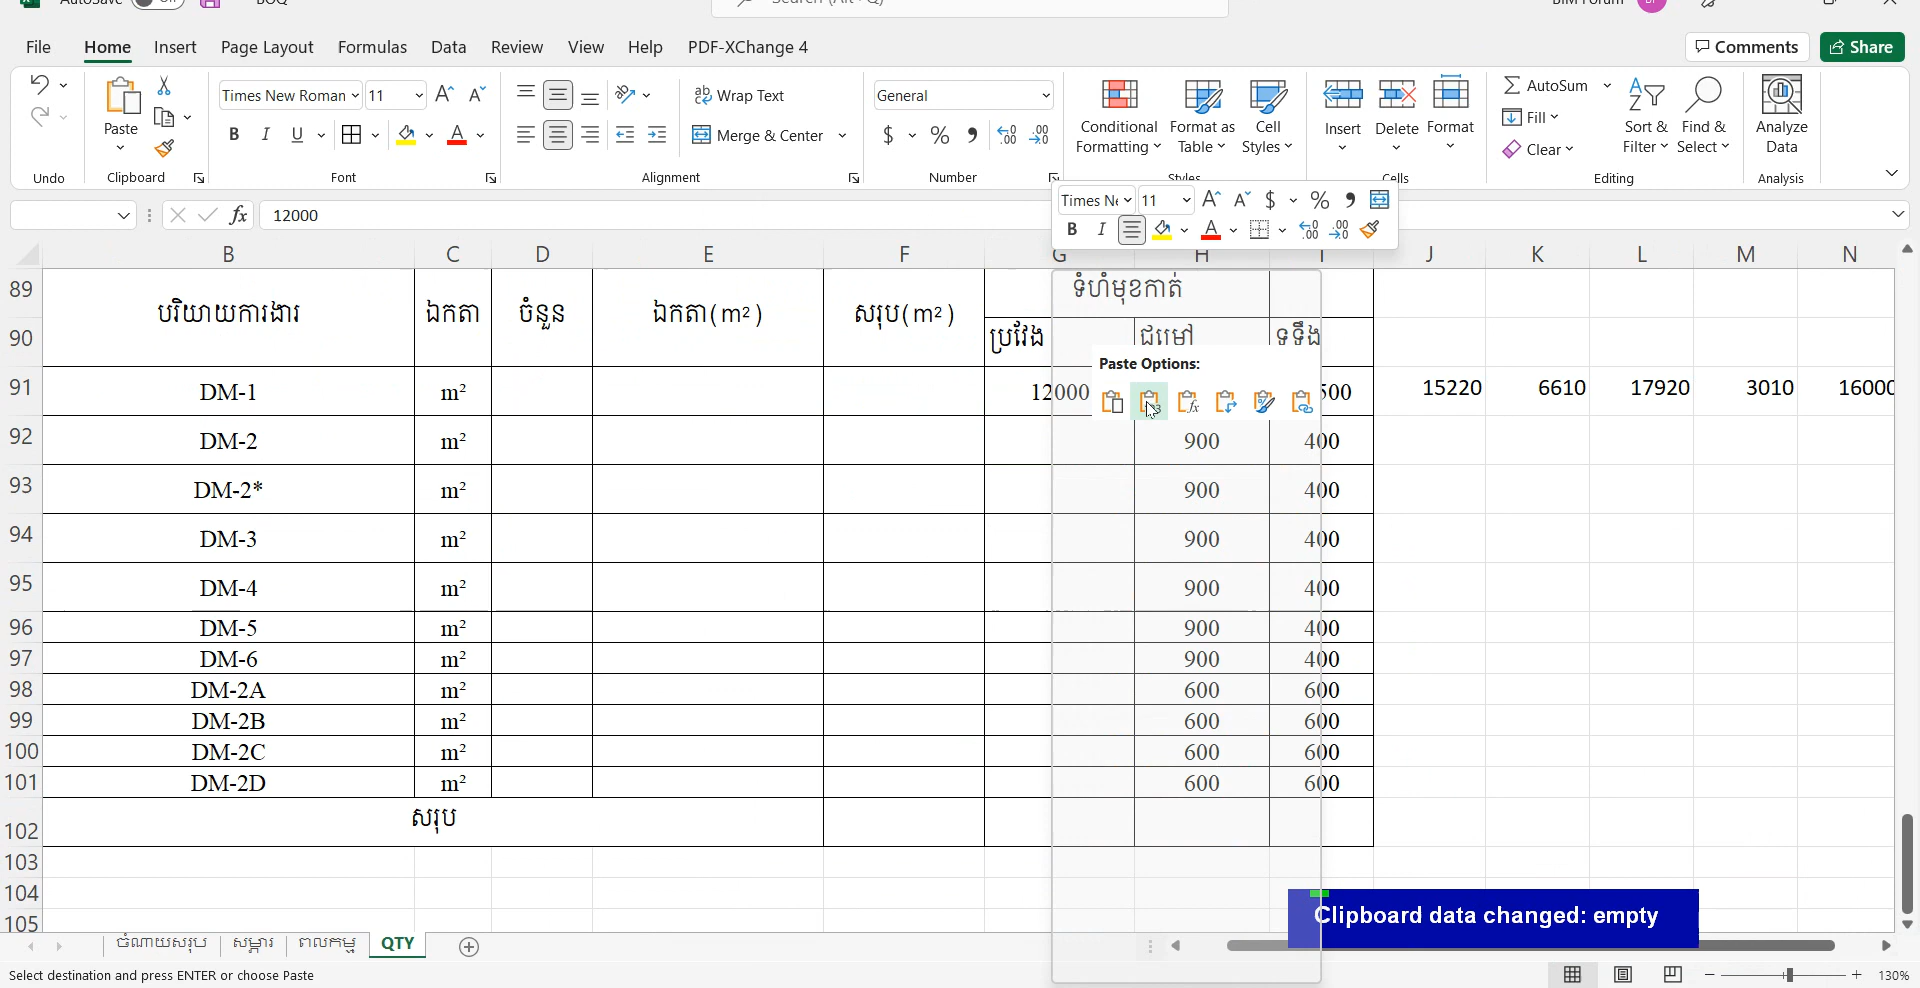 AutoSave Off BOQ Search (Alt+Q) BIM Forum
File Home Insert Page Layout Formulas Data Review View Help PDF-XChange 4 Comments Share
Times New Roman 11 Wrap Text General AutoSum
Paste Merge & Center Conditional Formatting Format as Table Cell Styles Insert Delete Format Fill Clear Sort & Filter Find & Select Analyze Data
Undo Clipboard Font Alignment Number Styles Cells Editing Analysis
12000
Times Ne 11
B C D E F G H I J K L M N
89 បរិយាយការងារ ឯកតា ចំនួន ឯកតា(m²) សរុប(m²) ទំហំមុខកាត់
90 ប្រវែង ជម្រៅ ទទឹង
Paste Options:
91 DM-1 m² 12000 500 15220 6610 17920 3010 16000
92 DM-2 m² 900 400
93 DM-2* m² 900 400
94 DM-3 m² 900 400
95 DM-4 m² 900 400
96 DM-5 m² 900 400
97 DM-6 m² 900 400
98 DM-2A m² 600 600
99 DM-2B m² 600 600
100 DM-2C m² 600 600
101 DM-2D m² 600 600
102 សរុប
103
104
105
Clipboard data changed: empty
ចំណាយសរុប សម្ភារ ពលកម្ម QTY
Select destination and press ENTER or choose Paste 130%